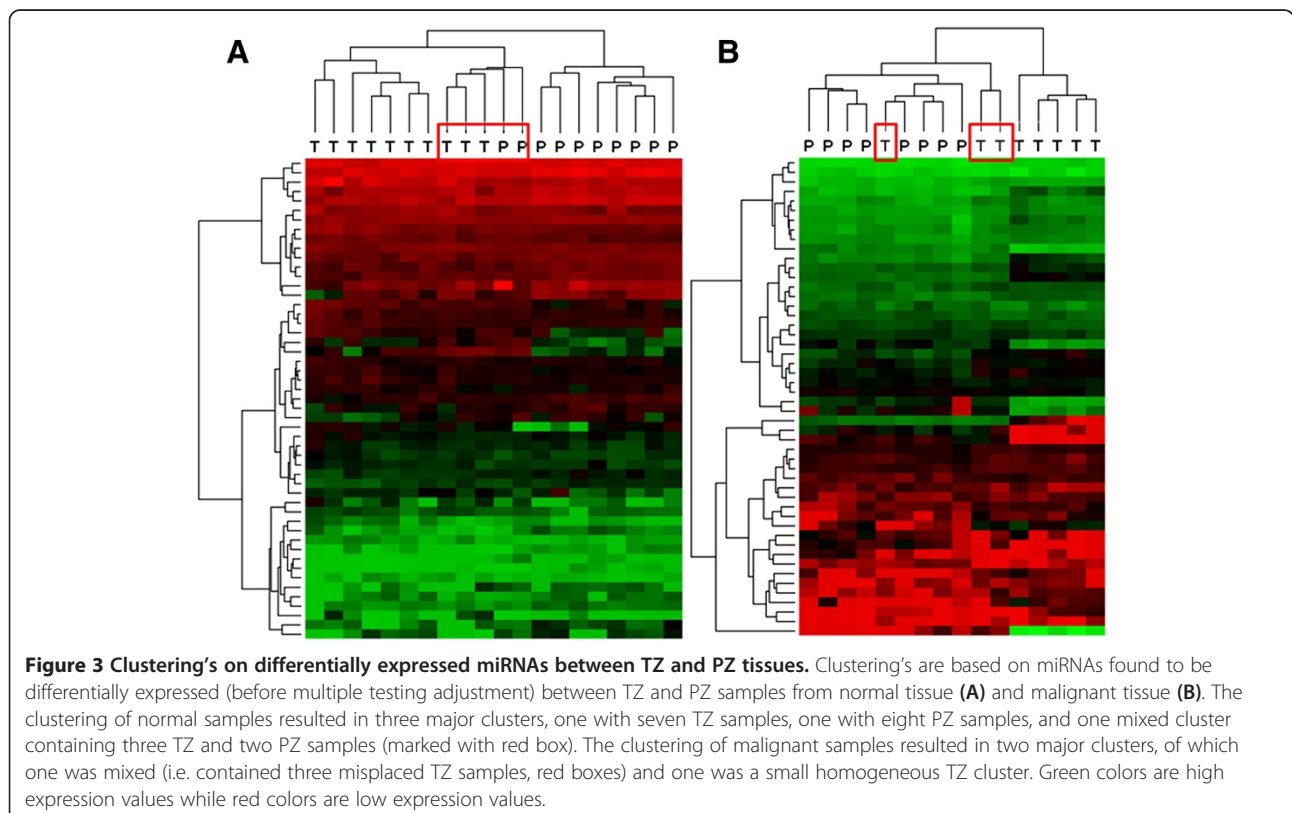 A
B
T T T T T T T T T T P P P P P P P P P P
P P P P T P P P P T T T T T T T
Figure 3 Clustering's on differentially expressed miRNAs between TZ and PZ tissues. Clustering's are based on miRNAs found to be
differentially expressed (before multiple testing adjustment) between TZ and PZ samples from normal tissue (A) and malignant tissue (B). The
clustering of normal samples resulted in three major clusters, one with seven TZ samples, one with eight PZ samples, and one mixed cluster
containing three TZ and two PZ samples (marked with red box). The clustering of malignant samples resulted in two major clusters, of which
one was mixed (i.e. contained three misplaced TZ samples, red boxes) and one was a small homogeneous TZ cluster. Green colors are high
expression values while red colors are low expression values.